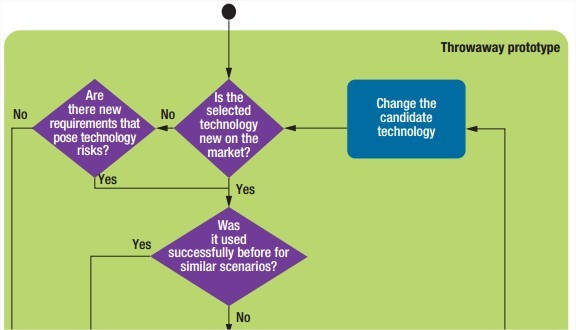 Throwaway prototype
Are
there new
requirements that
pose technology
risks?
No
No
Is the
selected
technology
new on the
market?
Change the
candidate
technology
Yes
Yes
Was
it used
successfully before for
similar scenarios?
Yes
No